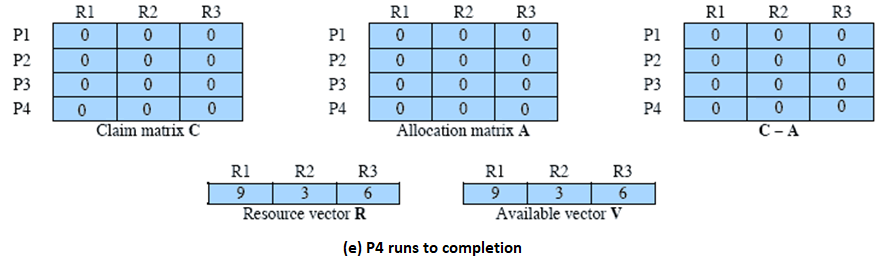 R1 R2 R3 R1 R2 R3 R1 R2 R3
P1 0 0 0 P1 0 0 0 P1 0 0 0
P2 0 0 0 P2 0 0 0 P2 0 0 0
P3 0 0 0 P3 0 0 0 P3 0 0 0
P4 0 0 0 P4 0 0 0 P4 0 0 0
Claim matrix C Allocation matrix A C – A
R1 R2 R3 R1 R2 R3
9 3 6 9 3 6
Resource vector R Available vector V
(e) P4 runs to completion